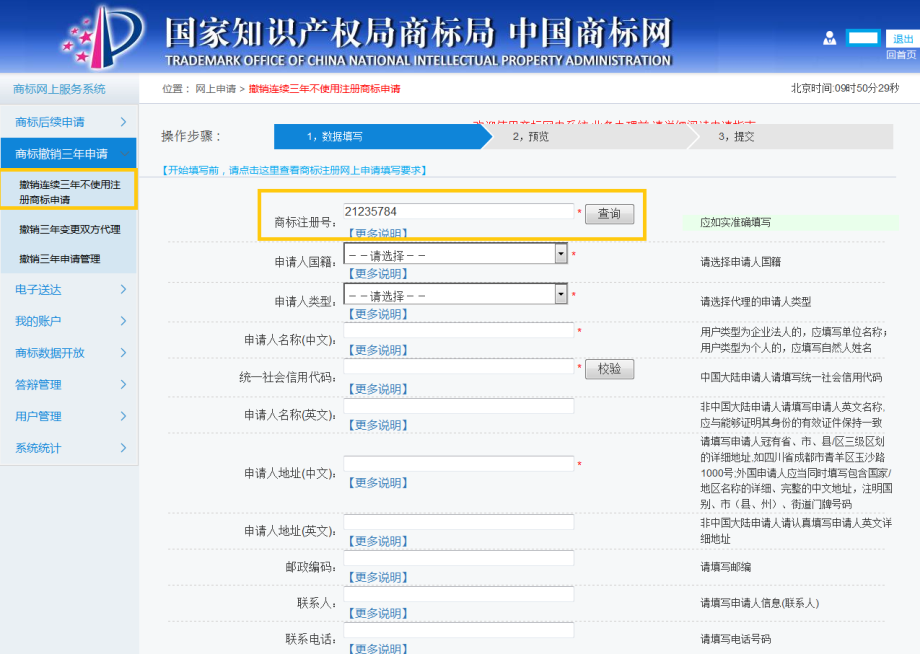 国家知识产权局商标局 中国商标网
TRADEMARK OFFICE OF CHINA NATIONAL INTELLECTUAL PROPERTY ADMINISTRATION
退出
回首页
商标网上服务系统
位置: 网上申请 > 撤销连续三年不使用注册商标申请
北京时间:09时50分29秒
商标后续申请
商标撤销三年申请
撤销连续三年不使用注
册商标申请
撤销三年变更双方代理
撤销三年申请管理
电子送达
我的账户
商标数据开放
答辩管理
用户管理
系统统计
操作步骤：
1，数据填写
2，预览
3，提交
【开始填写前，请点击这里查看商标注册网上申请填写要求】
商标注册号：
21235784
* 查询
【更多说明】
应如实准确填写
申请人国籍：
－－请选择－－
*
【更多说明】
请选择申请人国籍
申请人类型：
－－请选择－－
*
【更多说明】
请选择代理的申请人类型
申请人名称(中文)：
*
【更多说明】
用户类型为企业法人的，应填写单位名称；
用户类型为个人的，应填写自然人姓名
统一社会信用代码：
* 校验
【更多说明】
中国大陆申请人请填写统一社会信用代码
申请人名称(英文)：
【更多说明】
非中国大陆申请人请填写申请人英文名称,
应与能够证明其身份的有效证件保持一致
申请人地址(中文)：
*
【更多说明】
请填写申请人冠有省、市、县/区三级区划
的详细地址,如四川省成都市青羊区玉沙路
1000号;外国申请人应当同时填写包含国家/
地区名称的详细、完整的中文地址，注明国
别、市（县、州）、街道门牌号码
申请人地址(英文)：
【更多说明】
非中国大陆申请人请认真填写申请人英文详
细地址
邮政编码：
【更多说明】
请填写邮编
联系人：
【更多说明】
请填写申请人信息(联系人)
联系电话：
【更多说明】
请填写电话号码